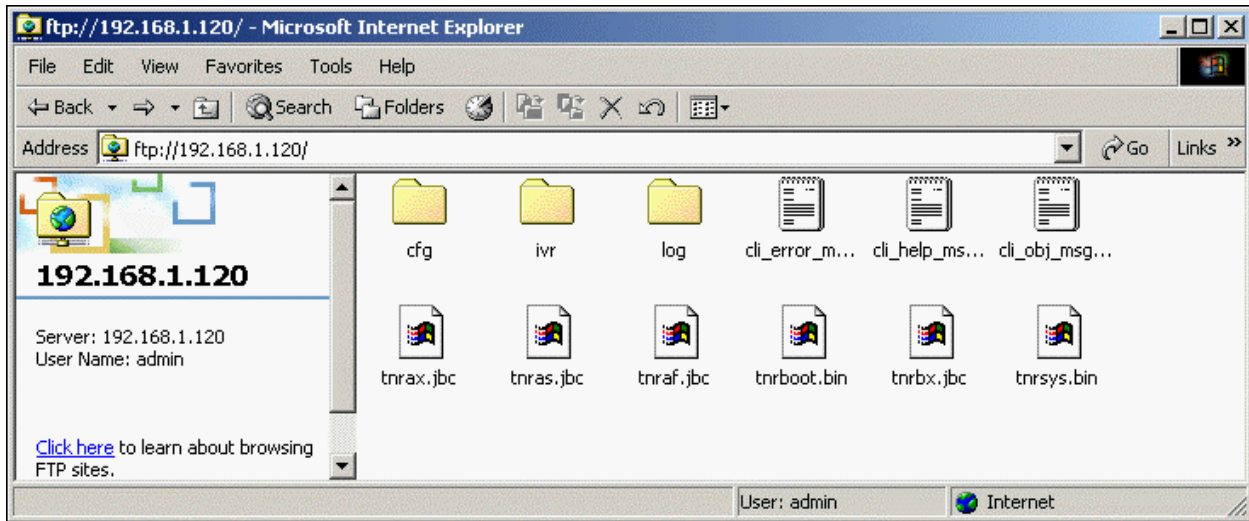 ftp://192.168.1.120/ - Microsoft Internet Explorer
File Edit View Favorites Tools Help
Back Search Folders
Address ftp://192.168.1.120/ Go Links »
192.168.1.120
Server: 192.168.1.120
User Name: admin
Click here to learn about browsing
FTP sites.
cfg ivr log cli_error_m... cli_help_ms... cli_obj_msg...
tnrax.jbc tnras.jbc tnraf.jbc tnrboot.bin tnrbx.jbc tnrsys.bin
User: admin Internet